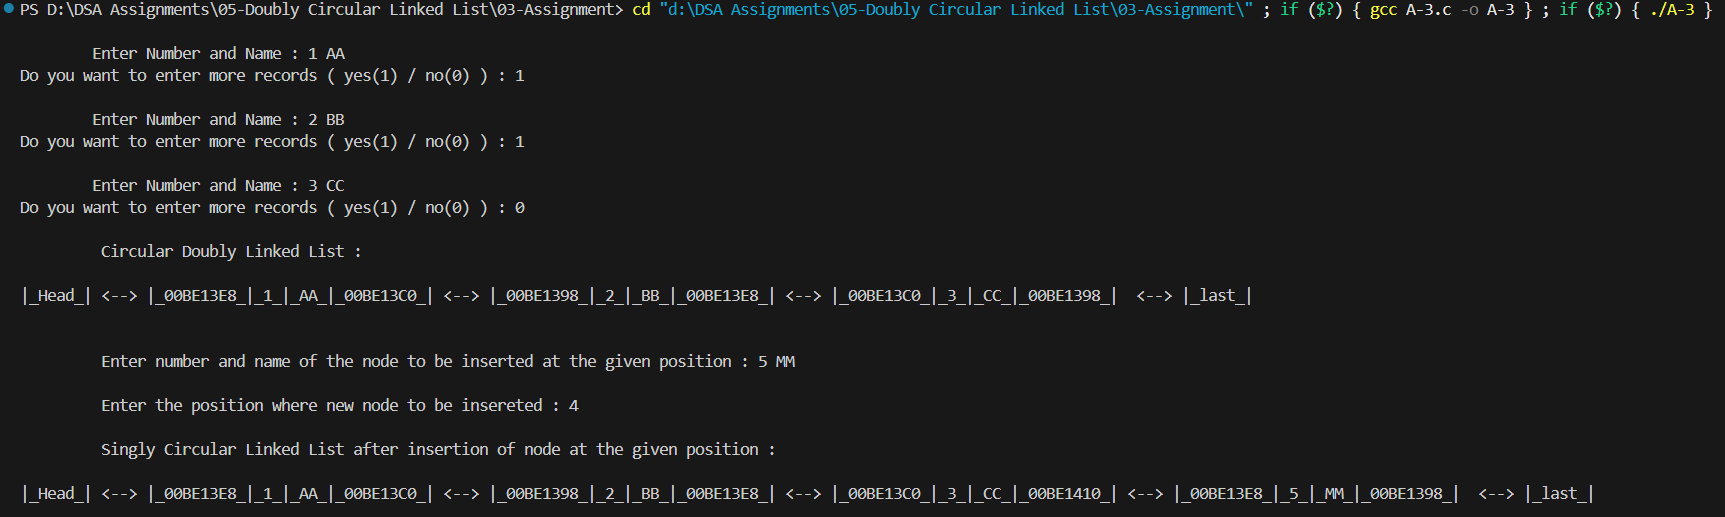 PS D:\DSA Assignments\05-Doubly Circular Linked List\03-Assignment> cd "d:\DSA Assignments\05-Doubly Circular Linked List\03-Assignment\" ; if ($?) { gcc A-3.c -o A-3 } ; if ($?) { ./A-3 }
Enter Number and Name : 1 AA
Do you want to enter more records ( yes(1) / no(0) ) : 1
Enter Number and Name : 2 BB
Do you want to enter more records ( yes(1) / no(0) ) : 1
Enter Number and Name : 3 CC
Do you want to enter more records ( yes(1) / no(0) ) : 0
Circular Doubly Linked List :
|_Head_| <--> |_00BE13E8_|_1_|_AA_|_00BE13C0_| <--> |_00BE1398_|_2_|_BB_|_00BE13E8_| <--> |_00BE13C0_|_3_|_CC_|_00BE1398_|  <--> |_last_|
Enter number and name of the node to be inserted at the given position : 5 MM
Enter the position where new node to be insereted : 4
Singly Circular Linked List after insertion of node at the given position :
|_Head_| <--> |_00BE13E8_|_1_|_AA_|_00BE13C0_| <--> |_00BE1398_|_2_|_BB_|_00BE13E8_| <--> |_00BE13C0_|_3_|_CC_|_00BE1410_| <--> |_00BE13E8_|_5_|_MM_|_00BE1398_|  <--> |_last_|